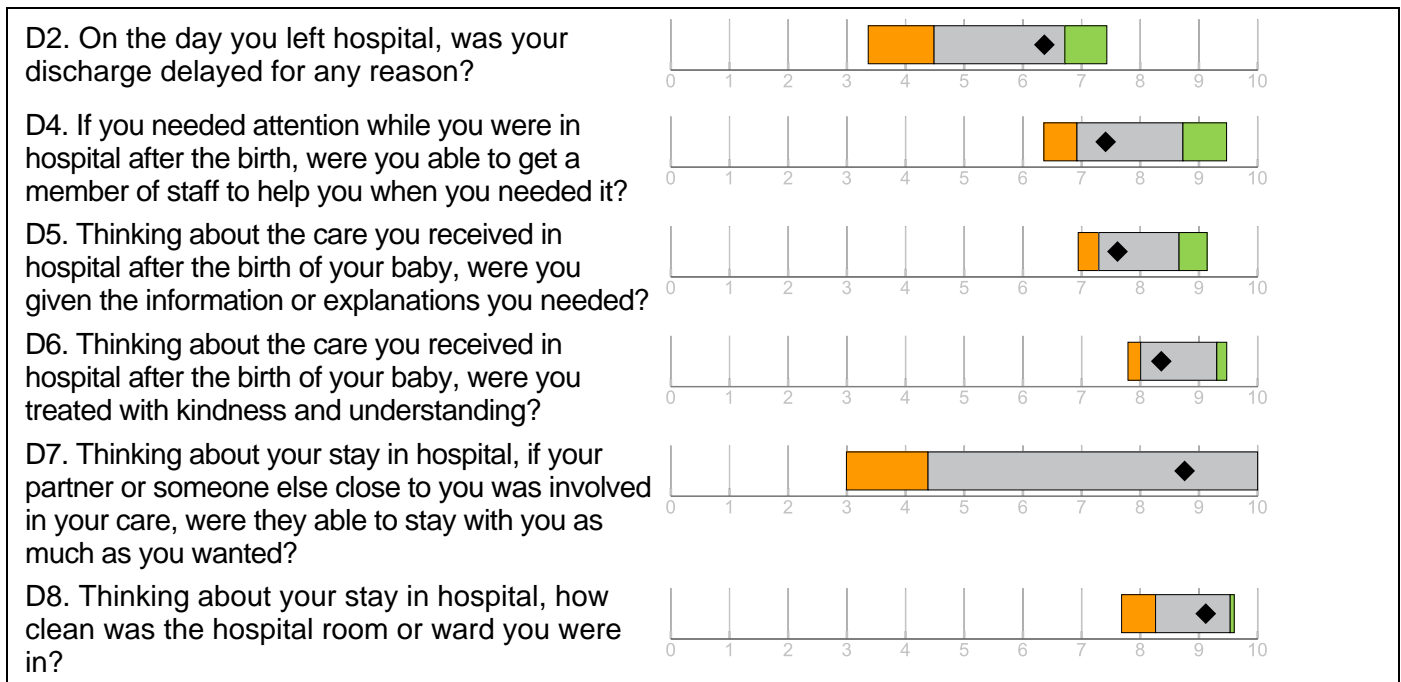 D2. On the day you left hospital, was your
discharge delayed for any reason?
0 1 2 3 4 5 6 7 8 9 10
D4. If you needed attention while you were in
hospital after the birth, were you able to get a
member of staff to help you when you needed it?
0 1 2 3 4 5 6 7 8 9 10
D5. Thinking about the care you received in
hospital after the birth of your baby, were you
given the information or explanations you needed?
0 1 2 3 4 5 6 7 8 9 10
D6. Thinking about the care you received in
hospital after the birth of your baby, were you
treated with kindness and understanding?
0 1 2 3 4 5 6 7 8 9 10
D7. Thinking about your stay in hospital, if your
partner or someone else close to you was involved
in your care, were they able to stay with you as
much as you wanted?
0 1 2 3 4 5 6 7 8 9 10
D8. Thinking about your stay in hospital, how
clean was the hospital room or ward you were
in?
0 1 2 3 4 5 6 7 8 9 10